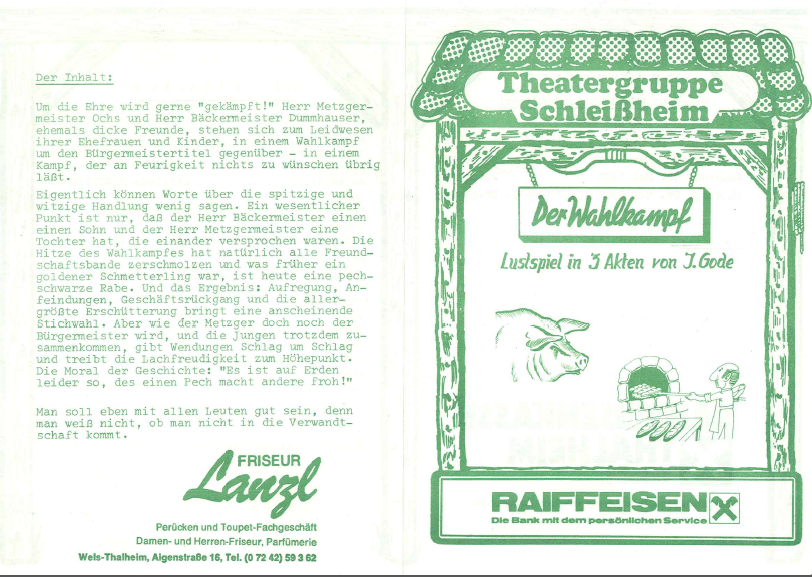 Der Inhalt:
Um die Ehre wird gerne "gekämpft!" Herr Metzger-
meister Ochs und Herr Bäckermeister Dummhauser,
ehemals dicke Freunde, stehen sich zum Leidwesen
ihrer Ehefrauen und Kinder, in einem Wahlkampf
um den Bürgermeistertitel gegenüber - in einem
Kampf, der an Feurigkeit nichts zu wünschen übrig
läßt.
Eigentlich können Worte über die spitzige und
witzige Handlung wenig sagen. Ein wesentlicher
Punkt ist nur, daß der Herr Bäckermeister einen
einen Sohn und der Herr Metzgermeister eine
Tochter hat, die einander versprochen waren. Die
Hitze des Wahlkampfes hat natürlich alle Freund-
schaftsbande zerschmolzen und was früher ein
goldener Schmetterling war, ist heute eine pech-
schwarze Rabe. Und das Ergebnis: Aufregung, An-
feindungen, Geschäftsrückgang und die aller-
größte Erschütterung bringt eine anscheinende
Stichwahl. Aber wie der Metzger doch noch der
Bürgermeister wird, und die jungen trotzdem zu-
sammenkommen, gibt Wendungen Schlag um Schlag
und treibt die Lachfreudigkeit zum Höhepunkt.
Die Moral der Geschichte: "Es ist auf Erden
leider so, des einen Pech macht andere froh!"
Man soll eben mit allen Leuten gut sein, denn
man weiß nicht, ob man nicht in die Verwandt-
schaft kommt.
FRISEUR
Lanzl
Perücken und Toupet-Fachgeschäft
Damen- und Herren-Friseur, Parfümerie
Wels-Thalheim, Aigenstraße 16, Tel. (0 72 42) 59 3 62
Theatergruppe
Schleißheim
Der Wahlkampf
Lustspiel in 3 Akten von J. Gode
RAIFFEISEN
Die Bank mit dem persönlichen Service